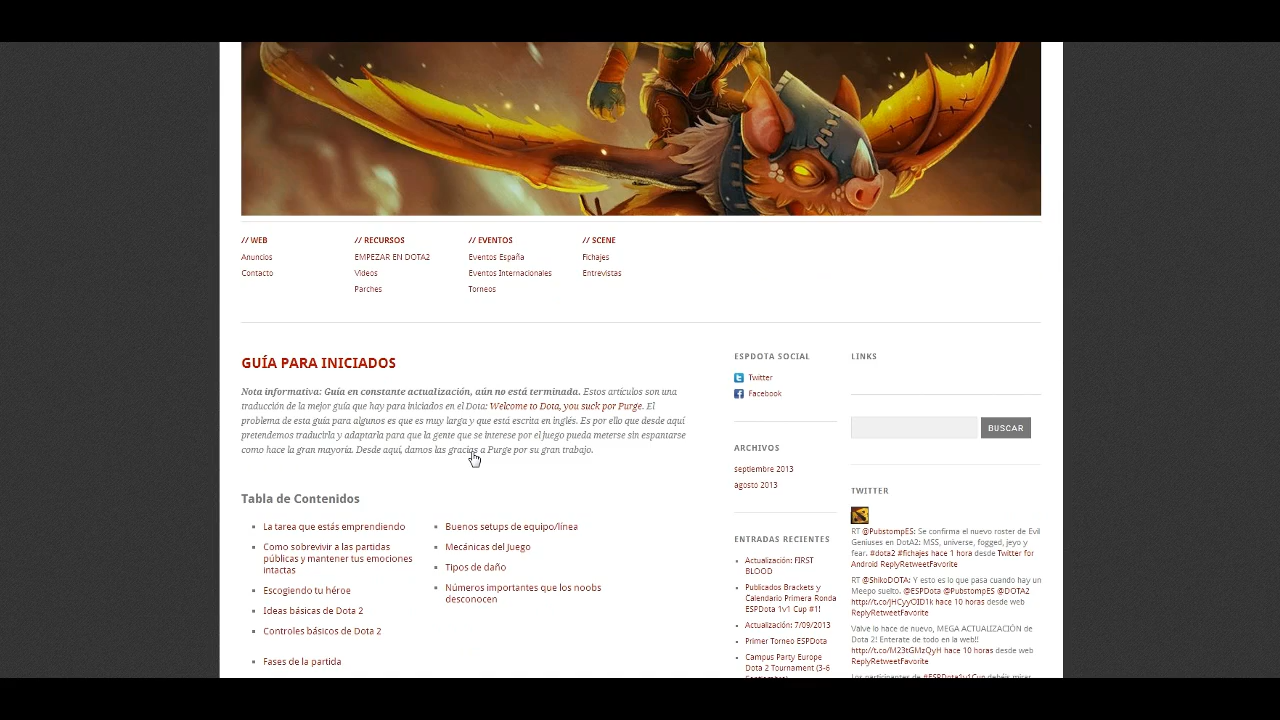 // WEB
Anuncios
Contacto
// RECURSOS
EMPEZAR EN DOTA2
Videos
Parches
// EVENTOS
Eventos España
Eventos Internacionales
Torneos
// SCENE
Fichajes
Entrevistas
GUÍA PARA INICIADOS
Nota informativa: Guía en constante actualización, aún no está terminada. Estos artículos son una
traducción de la mejor guía que hay para iniciados en el Dota: Welcome to Dota, you suck por Purge. El
problema de esta guía para algunos es que es muy larga y que está escrita en inglés. Es por ello que desde aquí
pretendemos traducirla y adaptarla para que la gente que se interese por el juego pueda meterse sin espantarse
como hace la gran mayoría. Desde aquí, damos las gracias a Purge por su gran trabajo.
Tabla de Contenidos
La tarea que estás emprendiendo
Como sobrevivir a las partidas
públicas y mantener tus emociones
intactas
Escogiendo tu héroe
Ideas básicas de Dota 2
Controles básicos de Dota 2
Fases de la partida
Buenos setups de equipo/línea
Mecánicas del Juego
Tipos de daño
Números importantes que los noobs
desconocen
ESPDOTA SOCIAL
Twitter
Facebook
ARCHIVOS
septiembre 2013
agosto 2013
ENTRADAS RECIENTES
Actualización: FIRST
BLOOD
Publicados Brackets y
Calendario Primera Ronda
ESPDota 1v1 Cup #1!
Actualización: 7/09/2013
Primer Torneo ESPDota
Campus Party Europe
Dota 2 Tournament (3-6
LINKS
BUSCAR
TWITTER
RT @PubstompES: Se confirma el nuevo roster de Evil
Geniuses en DotA2: MSS, universe, fogged, jeyo y
fear. #dota2 #fichajes hace 1 hora desde Twitter for
Android ReplyRetweetFavorite
RT @ShikoDOTA: Y esto es lo que pasa cuando hay un
Meepo suelto. @ESPDota @PubstompES @DOTA2
http://t.co/jHCyyOID1k hace 10 horas desde web
ReplyRetweetFavorite
Valve lo hace de nuevo, MEGA ACTUALIZACIÓN de
Dota 2! Enterate de todo en la web!!
http://t.co/M23tGMzQyH hace 10 horas desde web
ReplyRetweetFavorite
Los participantes de #ESPDota1v1Cup debéis mirar